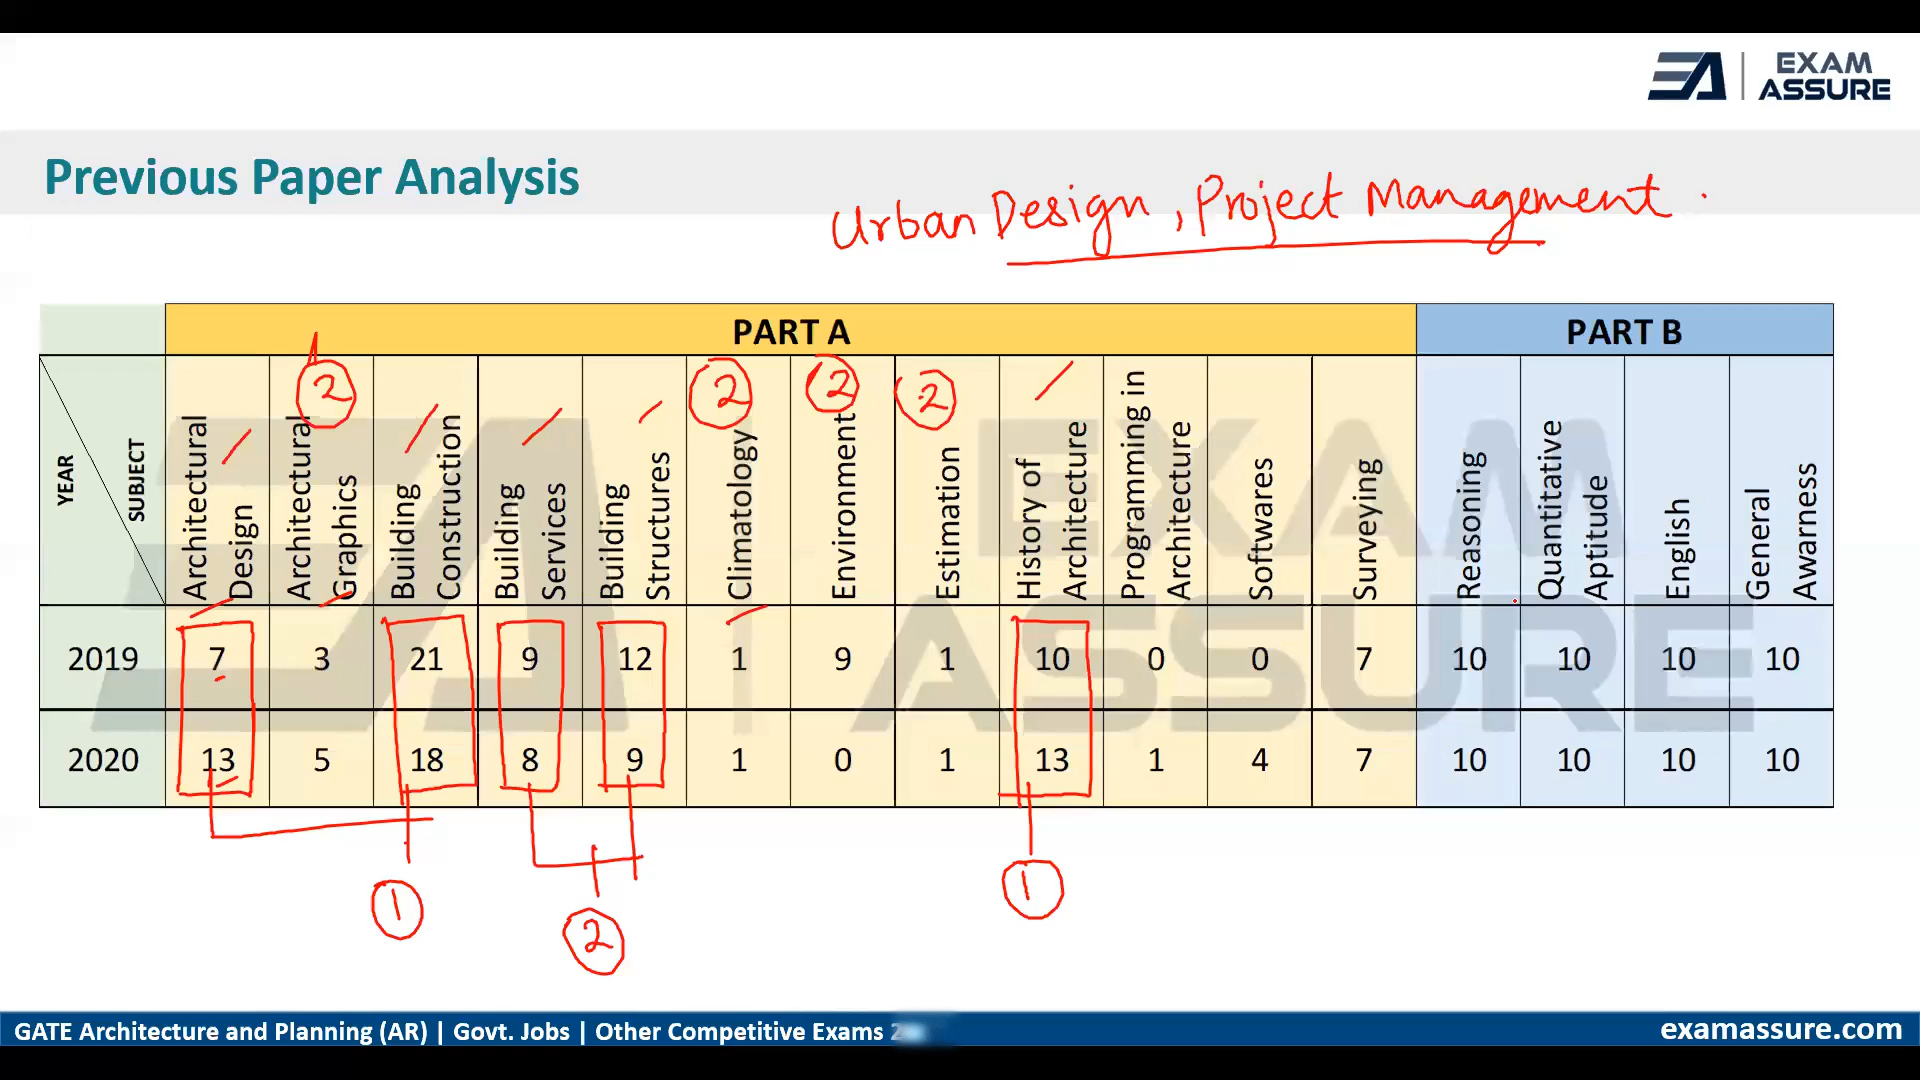 EXAM
ASSURE
Previous Paper Analysis
Urban Design, Project Management.
PART A PART B
2 2 2 2
YEAR SUBJECT Architectural Design Architectural Graphics Building Construction Building Services Building Structures Climatology Environment Estimation History of Architecture Programming in Architecture Softwares Surveying Reasoning Quantitative Aptitude English General Awarness
2019 7 3 21 9 12 1 9 1 10 0 0 7 10 10 10 10
2020 13 5 18 8 9 1 0 1 13 1 4 7 10 10 10 10
1 2 1
EXAM
ASSURE
GATE Architecture and Planning (AR) | Govt. Jobs | Other Competitive Exams
examassure.com